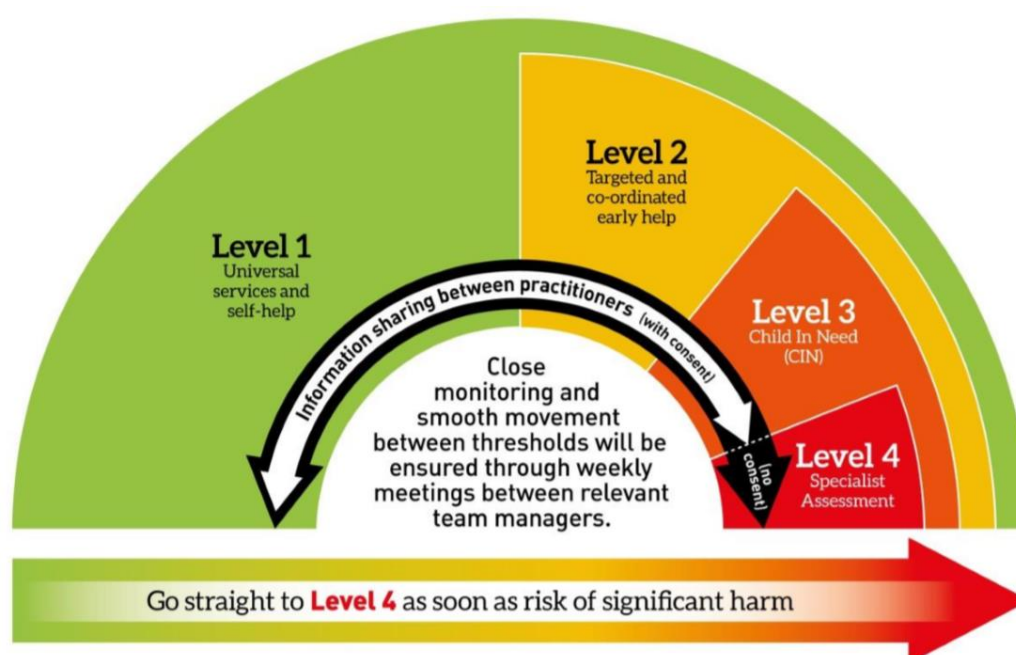 Level 1
Universal
services and
self-help
Level 2
Targeted and
co-ordinated
early help
Level 3
Child In Need
(CIN)
Level 4
Specialist
Assessment
Information sharing between practitioners (with consent)
(no
consent)
Close
monitoring and
smooth movement
between thresholds will be
ensured through weekly
meetings between relevant
team managers.
Go straight to Level 4 as soon as risk of significant harm